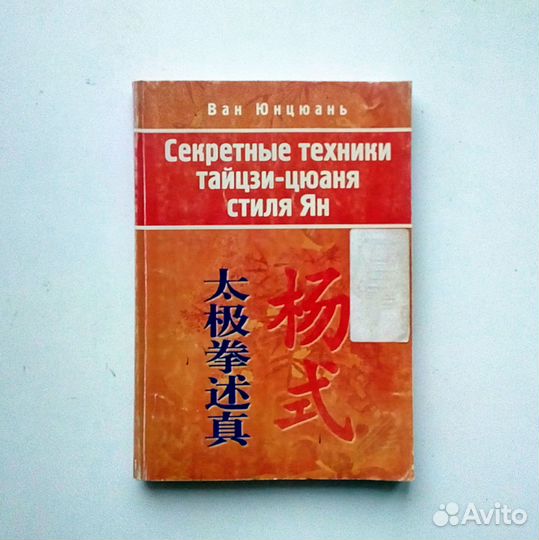 Ван Юнцюань
Секретные техники
тайцзи-цюаня
стиля Ян
杨式
太极拳述真
Avito